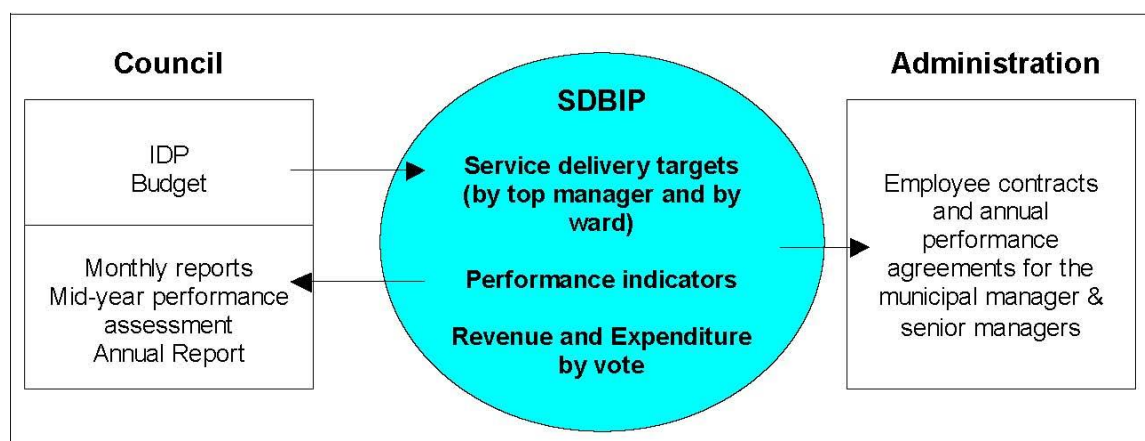 Council
IDP
Budget
Monthly reports
Mid-year performance
assessment
Annual Report
SDBIP
Service delivery targets
(by top manager and by
ward)
Performance indicators
Revenue and Expenditure
by vote
Administration
Employee contracts
and annual
performance
agreements for the
municipal manager &
senior managers